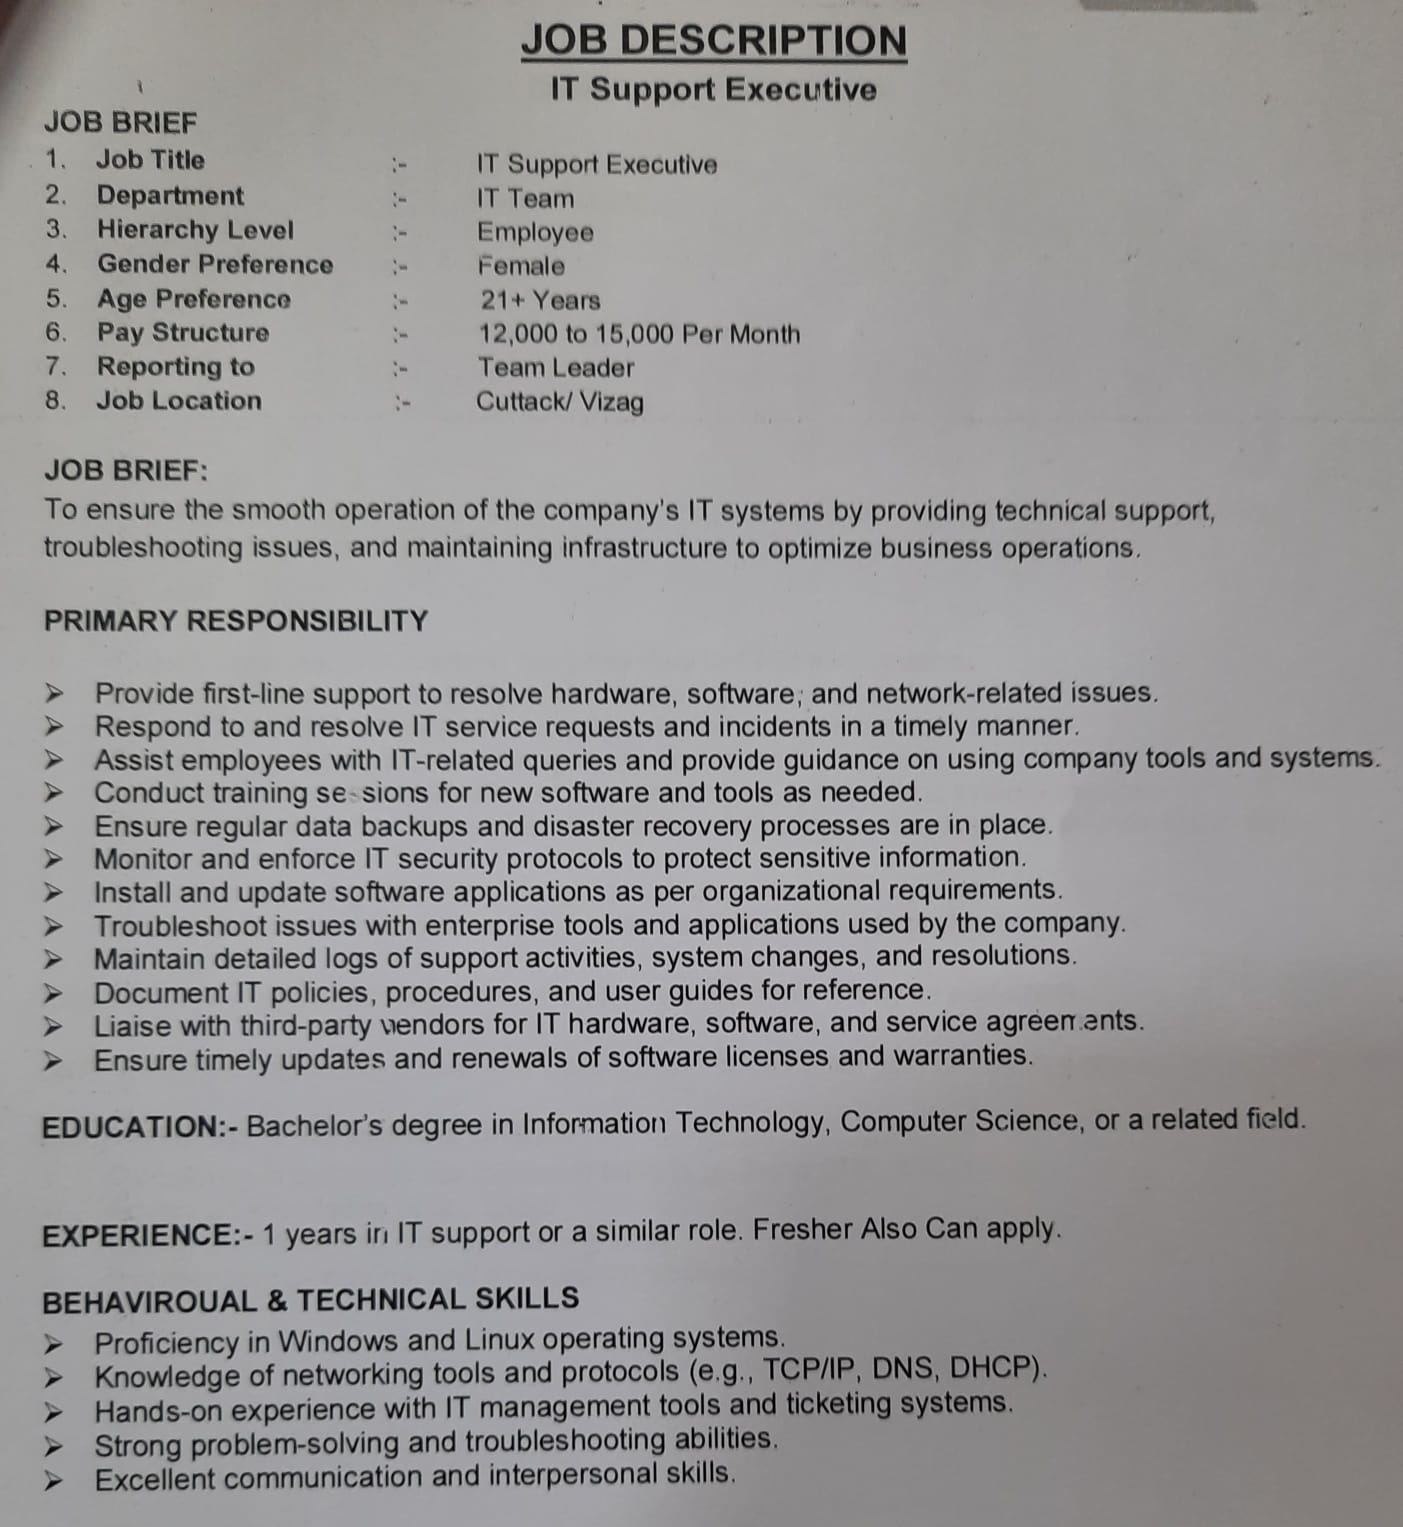 JOB DESCRIPTION
IT Support Executive
JOB BRIEF
1. Job Title :- IT Support Executive
2. Department :- IT Team
3. Hierarchy Level :- Employee
4. Gender Preference :- Female
5. Age Preference :- 21+ Years
6. Pay Structure :- 12,000 to 15,000 Per Month
7. Reporting to :- Team Leader
8. Job Location :- Cuttack/ Vizag
JOB BRIEF:
To ensure the smooth operation of the company's IT systems by providing technical support,
troubleshooting issues, and maintaining infrastructure to optimize business operations.
PRIMARY RESPONSIBILITY
➢ Provide first-line support to resolve hardware, software, and network-related issues.
➢ Respond to and resolve IT service requests and incidents in a timely manner.
➢ Assist employees with IT-related queries and provide guidance on using company tools and systems.
➢ Conduct training sessions for new software and tools as needed.
➢ Ensure regular data backups and disaster recovery processes are in place.
➢ Monitor and enforce IT security protocols to protect sensitive information.
➢ Install and update software applications as per organizational requirements.
➢ Troubleshoot issues with enterprise tools and applications used by the company.
➢ Maintain detailed logs of support activities, system changes, and resolutions.
➢ Document IT policies, procedures, and user guides for reference.
➢ Liaise with third-party vendors for IT hardware, software, and service agreements.
➢ Ensure timely updates and renewals of software licenses and warranties.
EDUCATION:- Bachelor's degree in Information Technology, Computer Science, or a related field.
EXPERIENCE:- 1 years in IT support or a similar role. Fresher Also Can apply.
BEHAVIROUAL & TECHNICAL SKILLS
➢ Proficiency in Windows and Linux operating systems.
➢ Knowledge of networking tools and protocols (e.g., TCP/IP, DNS, DHCP).
➢ Hands-on experience with IT management tools and ticketing systems.
➢ Strong problem-solving and troubleshooting abilities.
➢ Excellent communication and interpersonal skills.